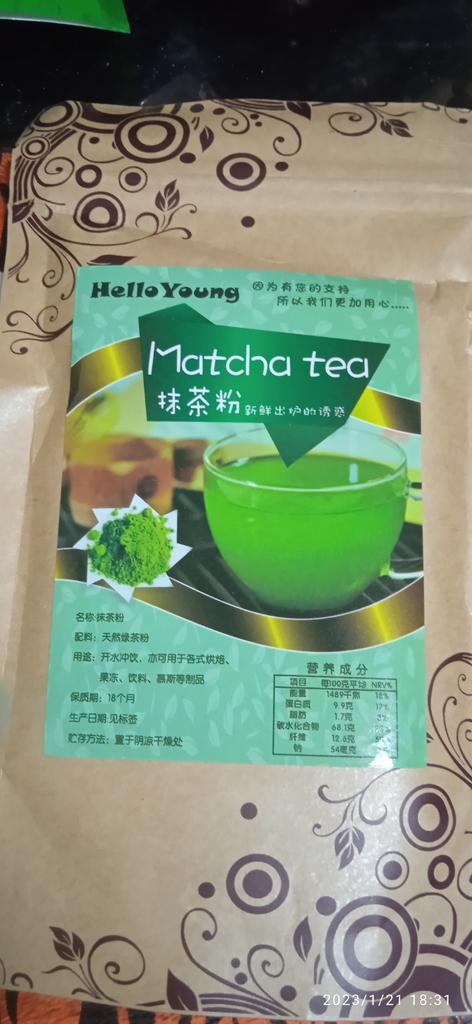 Hello Young
因为有您的支持
所以我们更加用心.....
Matcha tea
抹茶粉 新鲜出炉的诱惑
名称:抹茶粉
配料: 天然绿茶粉
用途: 开水冲饮、亦可用于各式烘焙、
果冻、饮料、慕斯等制品
保质期: 18个月
生产日期:见标签
贮存方法: 置于阴凉干燥处
营养成分
项目 每100克平均 NRV%
能量 1489千焦 18%
蛋白质 9.9克 17%
脂肪 1.7克 3%
碳水化合物 68.1克
纤维 12.6克
钠 54毫克
2023/1/21 18:31